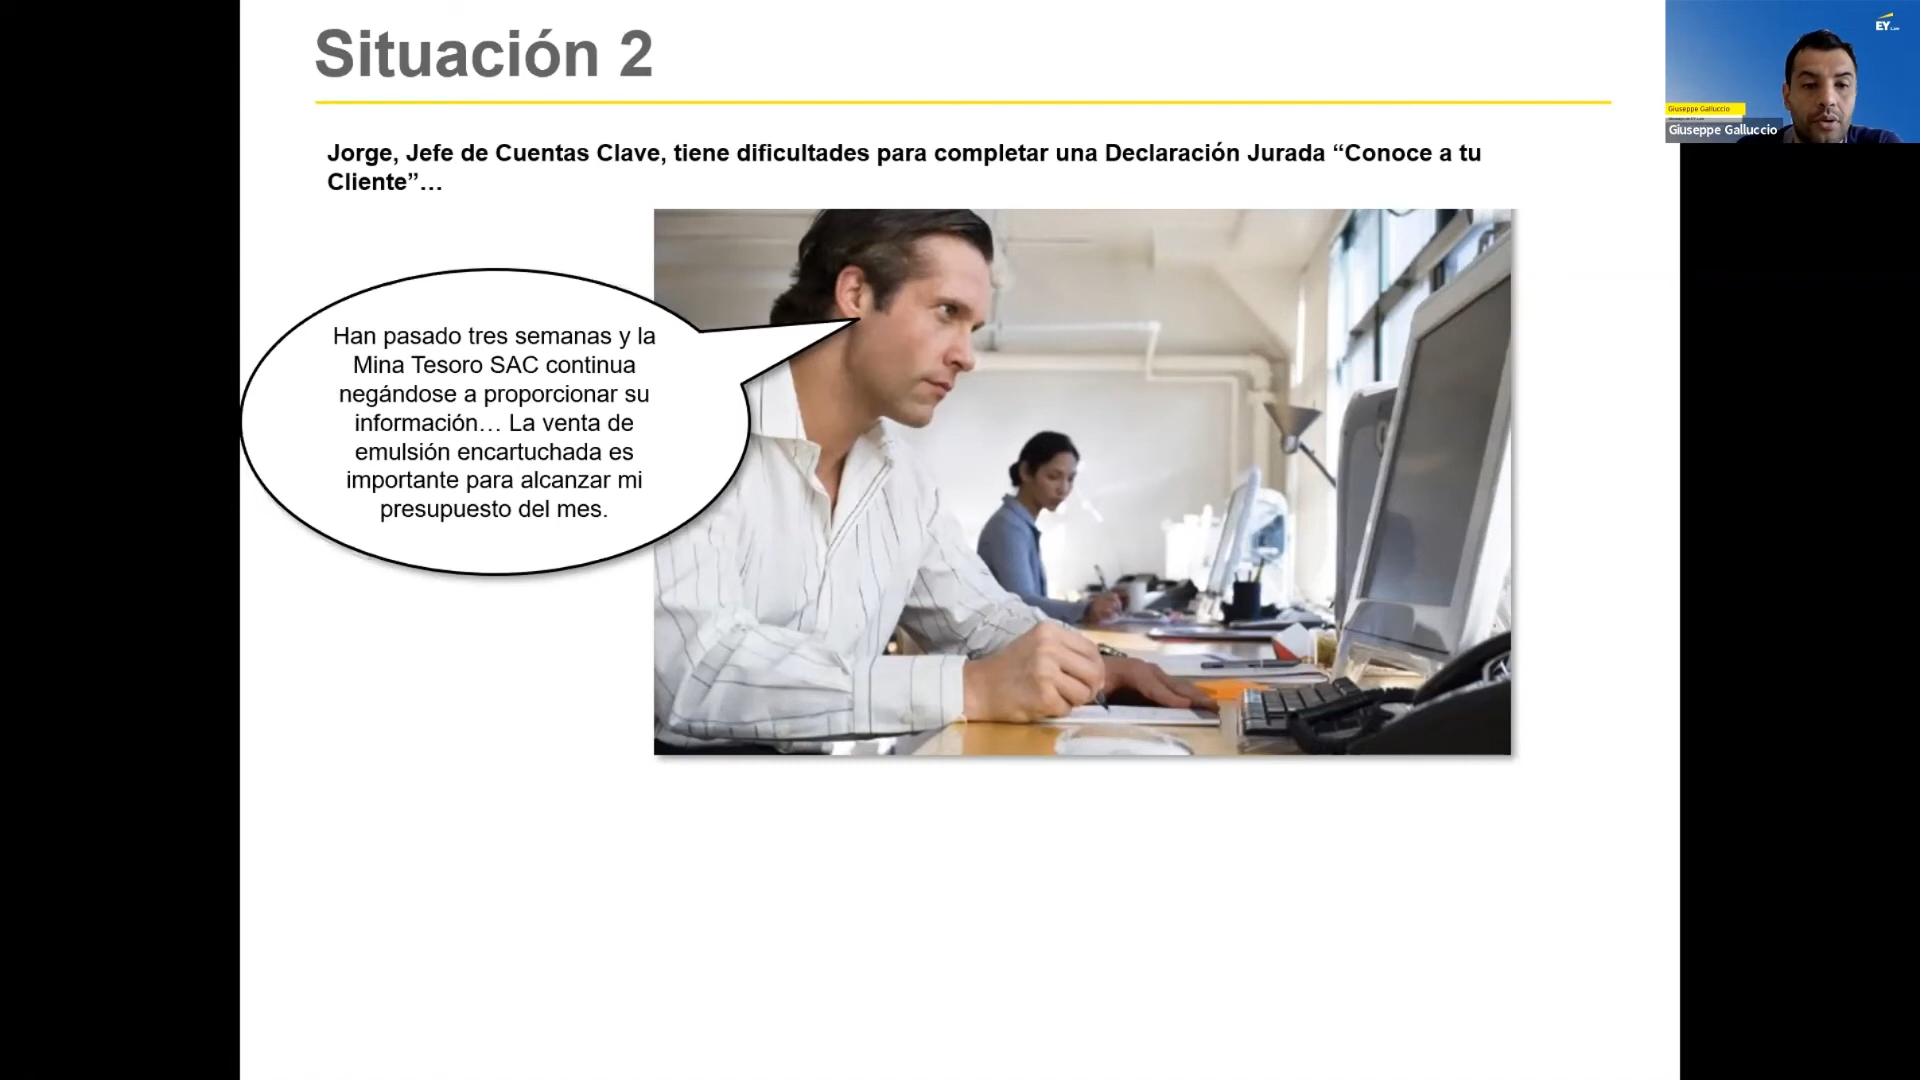 Situación 2
EY
Giuseppe Galluccio
Giuseppe Galluccio
Jorge, Jefe de Cuentas Clave, tiene dificultades para completar una Declaración Jurada “Conoce a tu
Cliente”…
Han pasado tres semanas y la
Mina Tesoro SAC continua
negándose a proporcionar su
información… La venta de
emulsión encartuchada es
importante para alcanzar mi
presupuesto del mes.